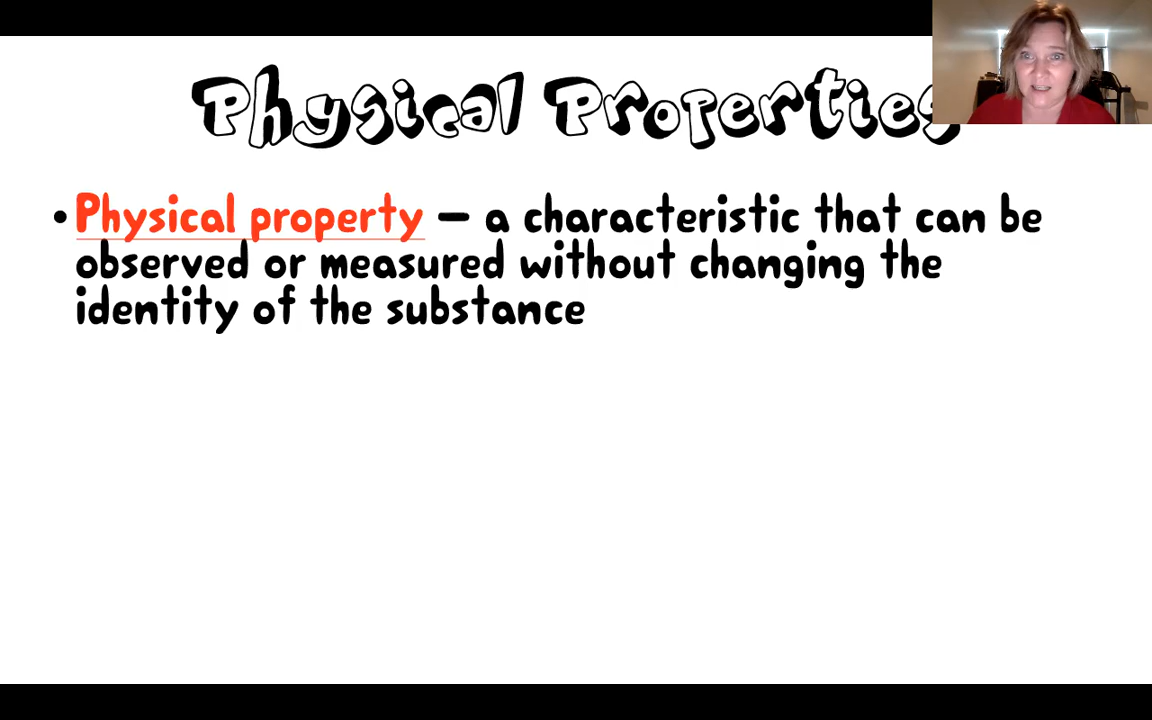 Physical Properties
• Physical property – a characteristic that can be
observed or measured without changing the
identity of the substance